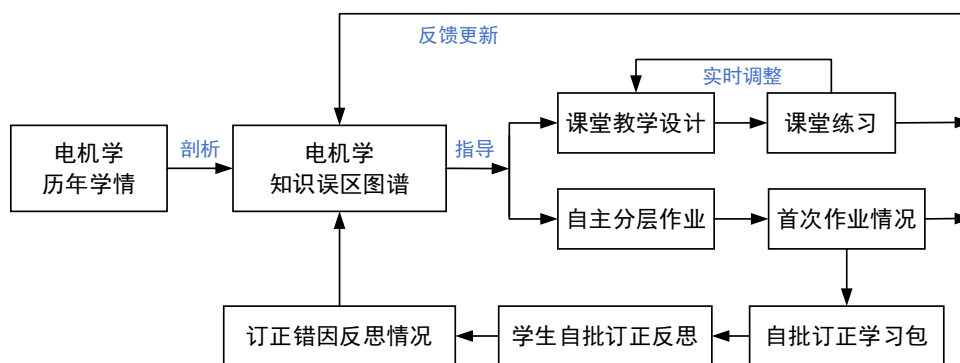 反馈更新
实时调整
课堂教学设计
课堂练习
电机学
历年学情
剖析
电机学
知识误区图谱
指导
自主分层作业
首次作业情况
订正错因反思情况
学生自批订正反思
自批订正学习包